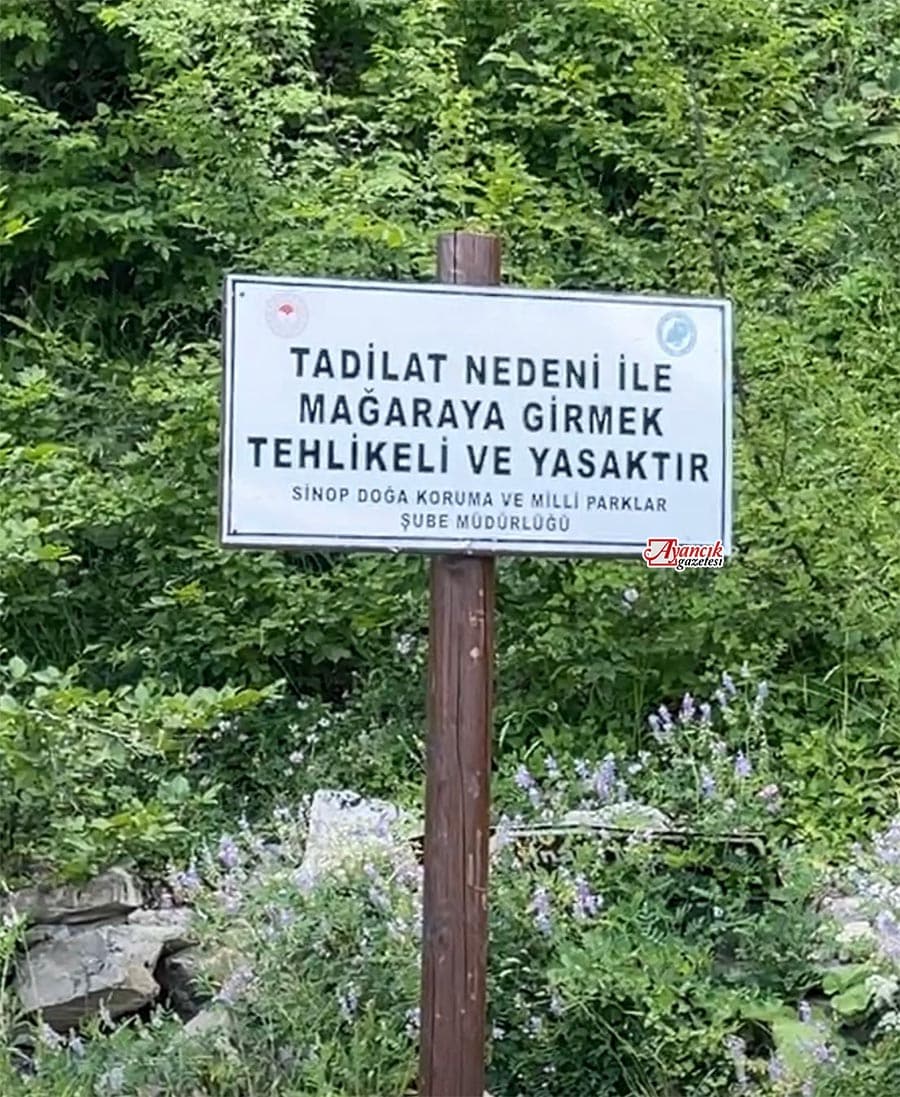 TADİLAT NEDENİ İLE
MAĞARAYA GİRMEK
TEHLİKELİ VE YASAKTIR
SİNOP DOĞA KORUMA VE MİLLİ PARKLAR
ŞUBE MÜDÜRLÜĞÜ
Ayancık
gazetesi